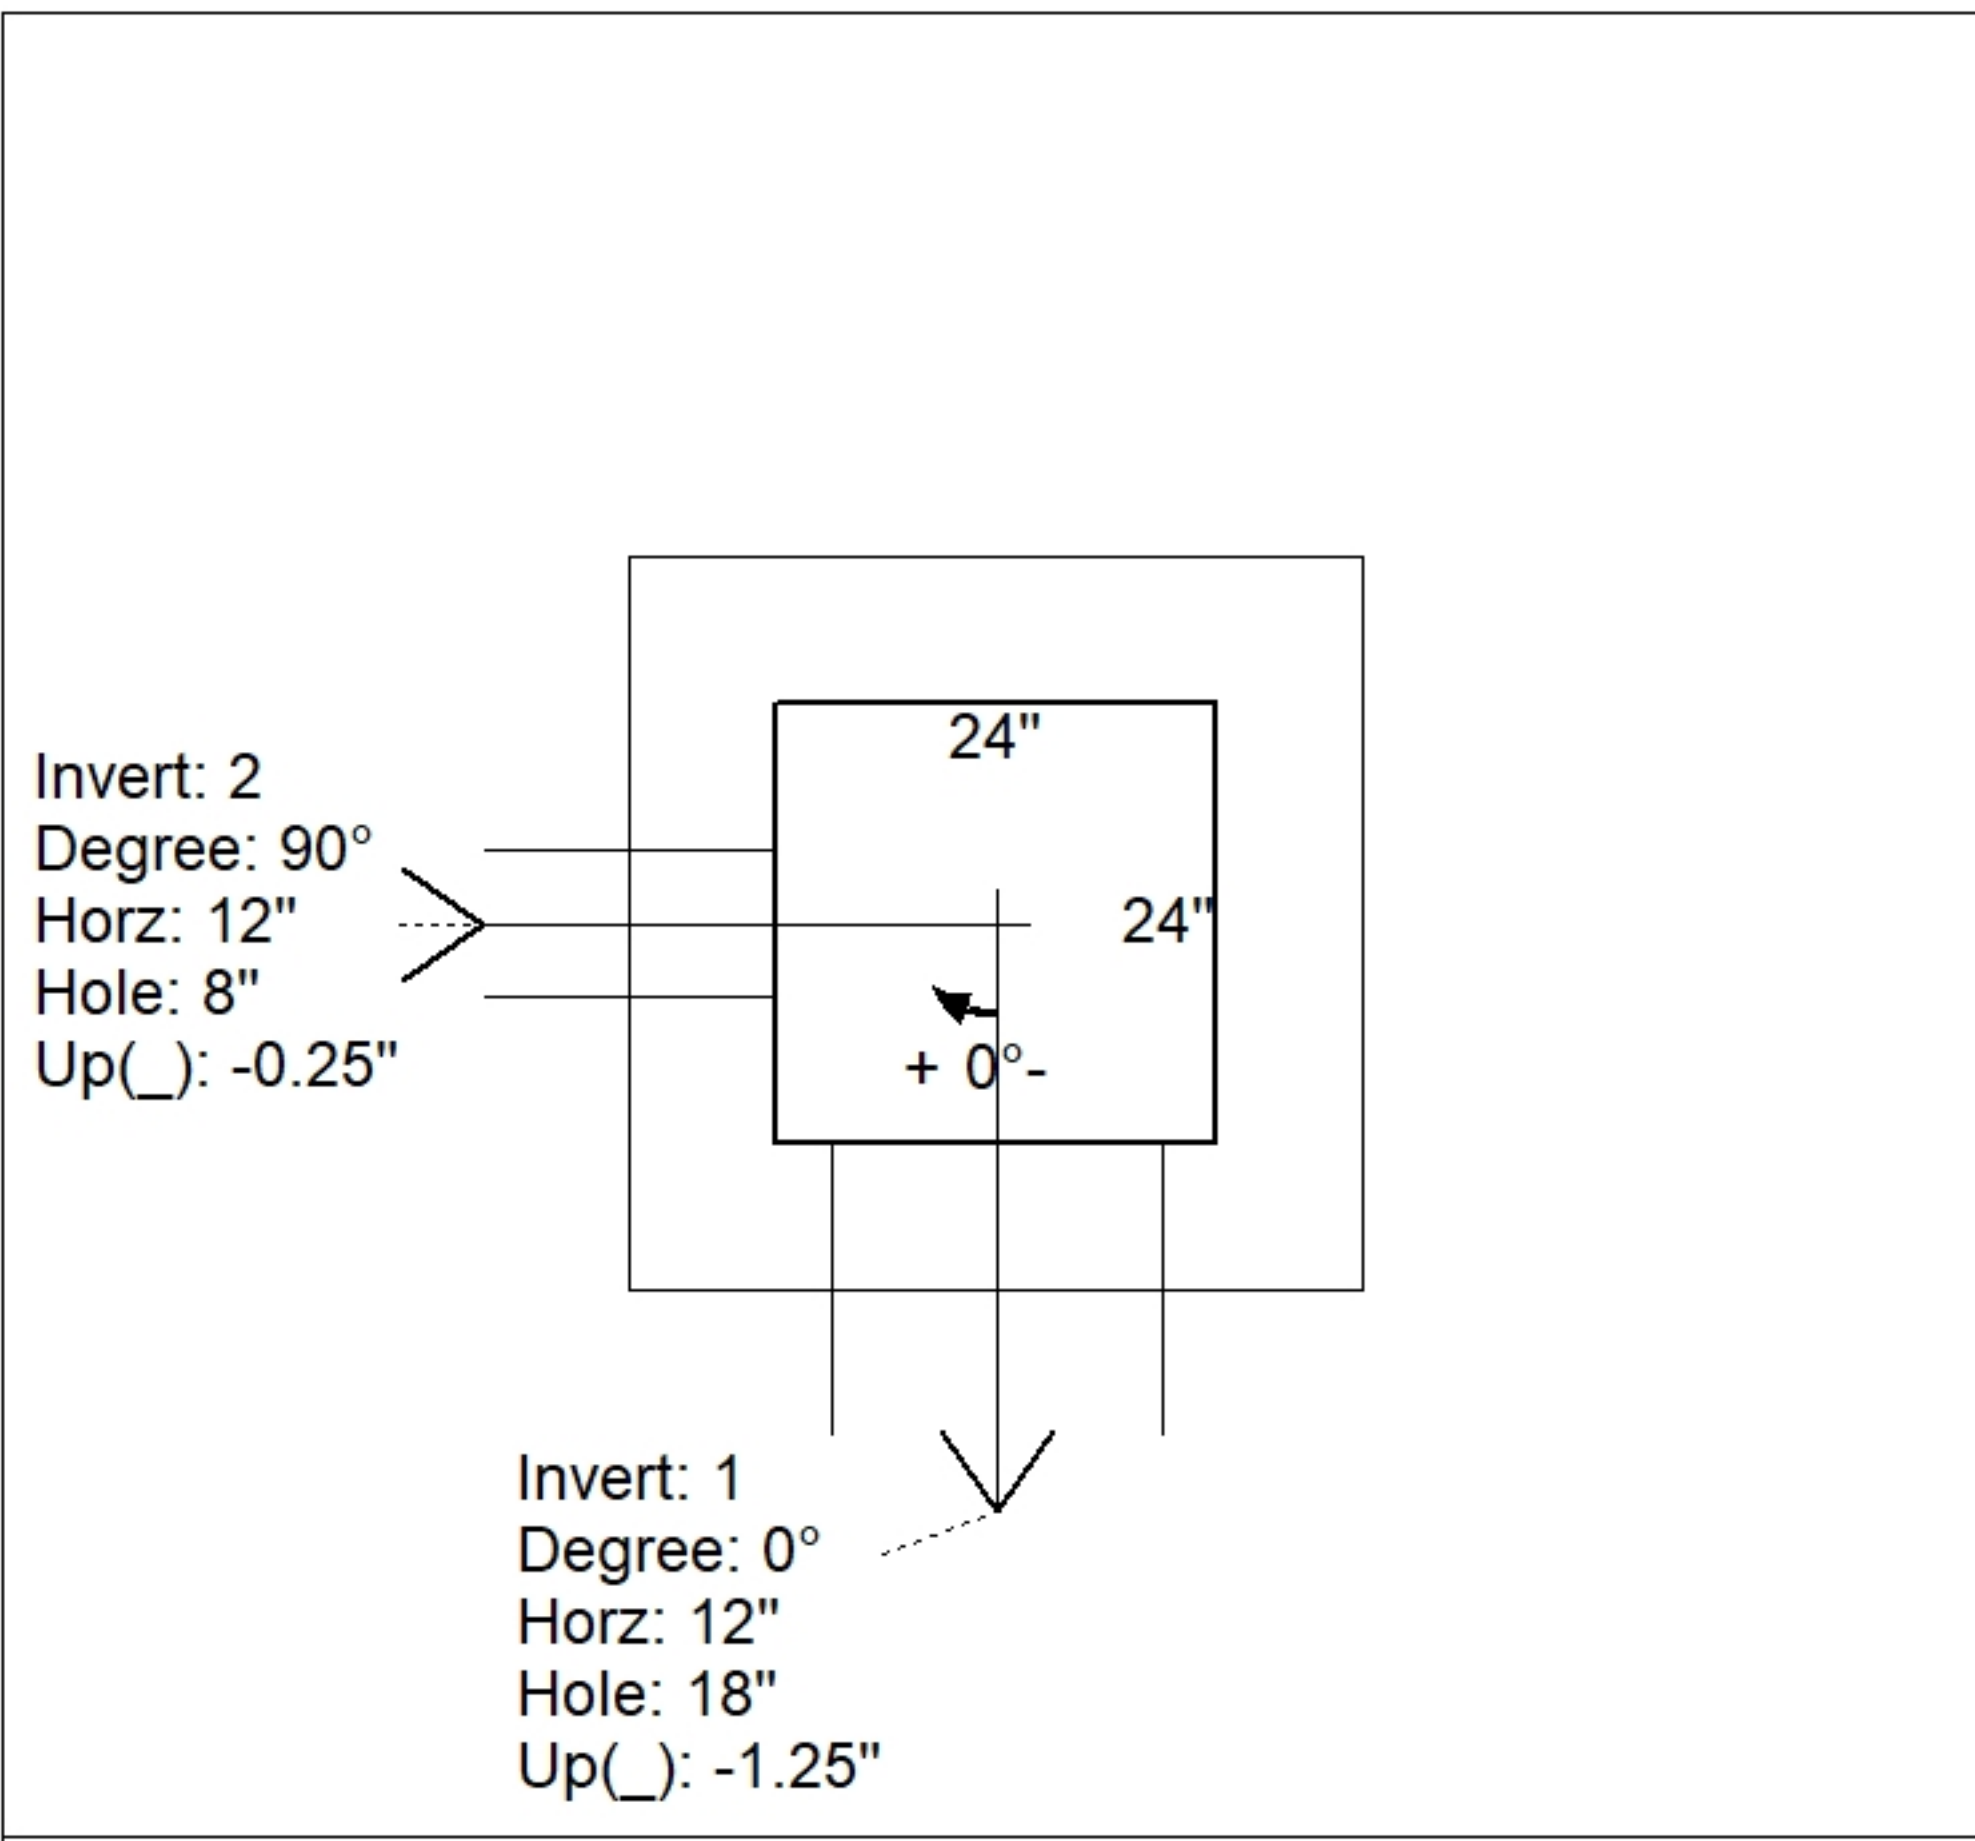 24"
24"
Invert: 2
Degree: 90°
Horz: 12"
Hole: 8"
Up(_): -0.25"
+ 0°-
Invert: 1
Degree: 0°
Horz: 12"
Hole: 18"
Up(_): -1.25"